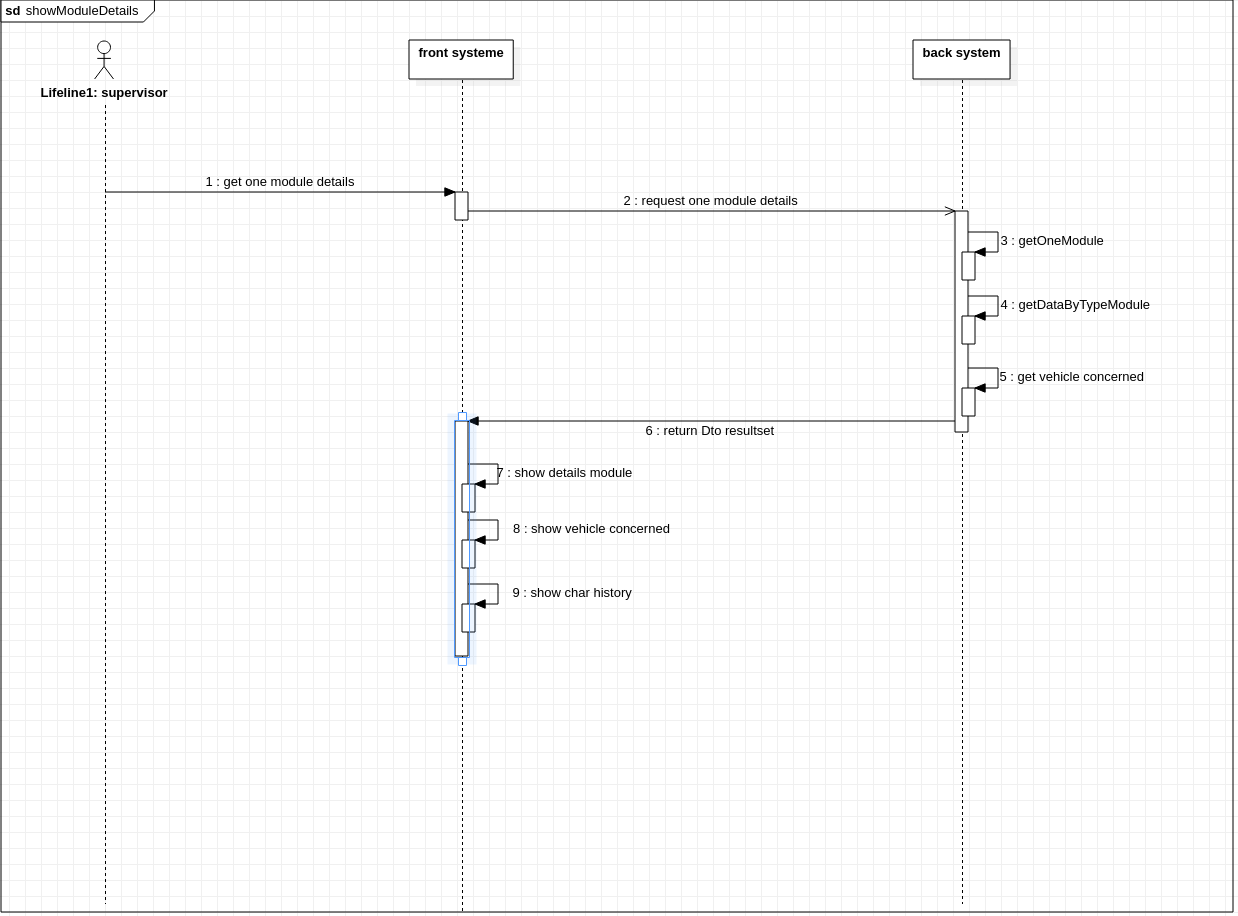 sd showModuleDetails
front systeme
back system
Lifeline1: supervisor
1 : get one module details
2 : request one module details
3 : getOneModule
4 : getDataByTypeModule
5 : get vehicle concerned
6 : return Dto resultset
7 : show details module
8 : show vehicle concerned
9 : show char history